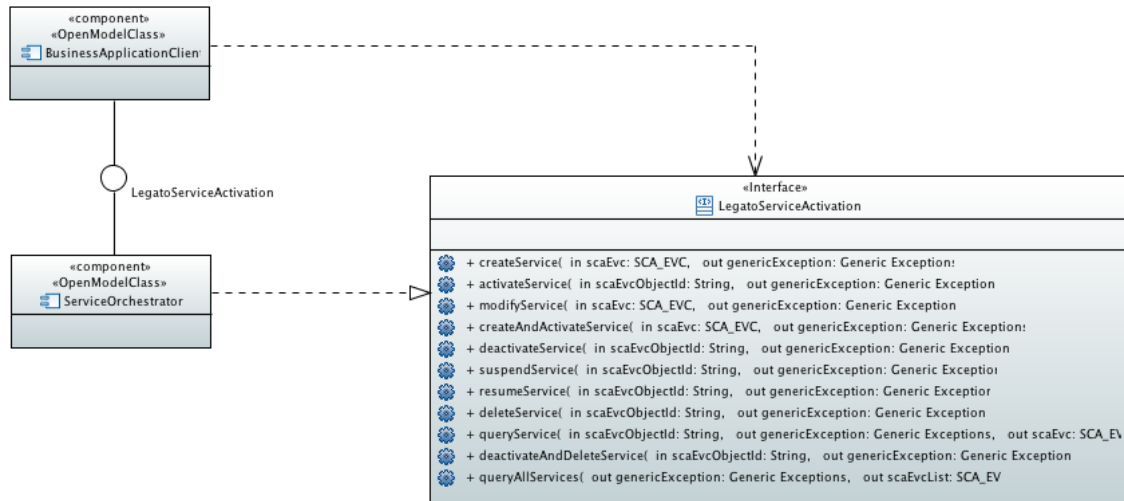 «component»
«OpenModelClass»
BusinessApplicationClien
LegatoServiceActivation
«component»
«OpenModelClass»
ServiceOrchestrator
«Interface»
LegatoServiceActivation
+ createService( in scaEvc: SCA_EVC, out genericException: Generic Exceptions
+ activateService( in scaEvcObjectId: String, out genericException: Generic Exception
+ modifyService( in scaEvc: SCA_EVC, out genericException: Generic Exception
+ createAndActivateService( in scaEvc: SCA_EVC, out genericException: Generic Exceptions
+ deactivateService( in scaEvcObjectId: String, out genericException: Generic Exception
+ suspendService( in scaEvcObjectId: String, out genericException: Generic Exception
+ resumeService( in scaEvcObjectId: String, out genericException: Generic Exception
+ deleteService( in scaEvcObjectId: String, out genericException: Generic Exception
+ queryService( in scaEvcObjectId: String, out genericException: Generic Exceptions, out scaEvc: SCA_EV
+ deactivateAndDeleteService( in scaEvcObjectId: String, out genericException: Generic Exception
+ queryAllServices( out genericException: Generic Exceptions, out scaEvcList: SCA_EV